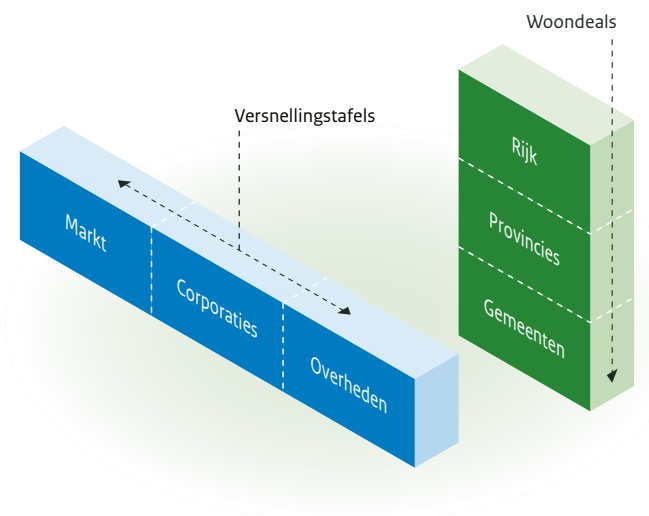 Woondeals
Versnellingstafels
Rijk
Provincies
Gemeenten
Markt
Corporaties
Overheden